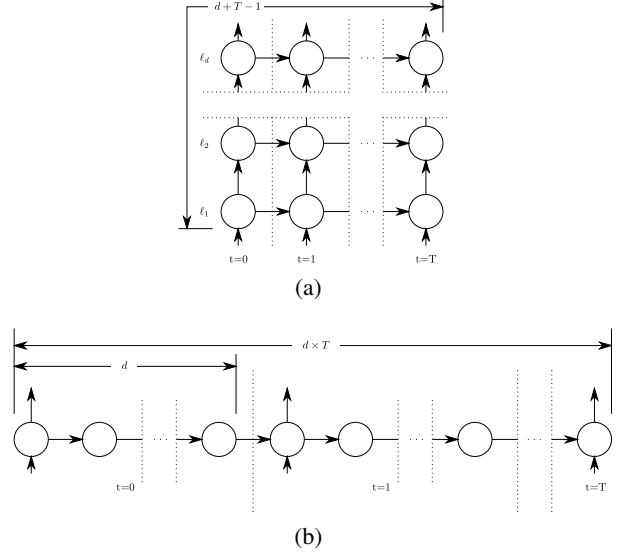 d + T − 1
ℓ_d
· · ·
ℓ_2
· · ·
ℓ_1
· · ·
t=0 t=1 t=T
(a)
d × T
d
· · · · · · · · ·
t=0 t=1 t=T
(b)